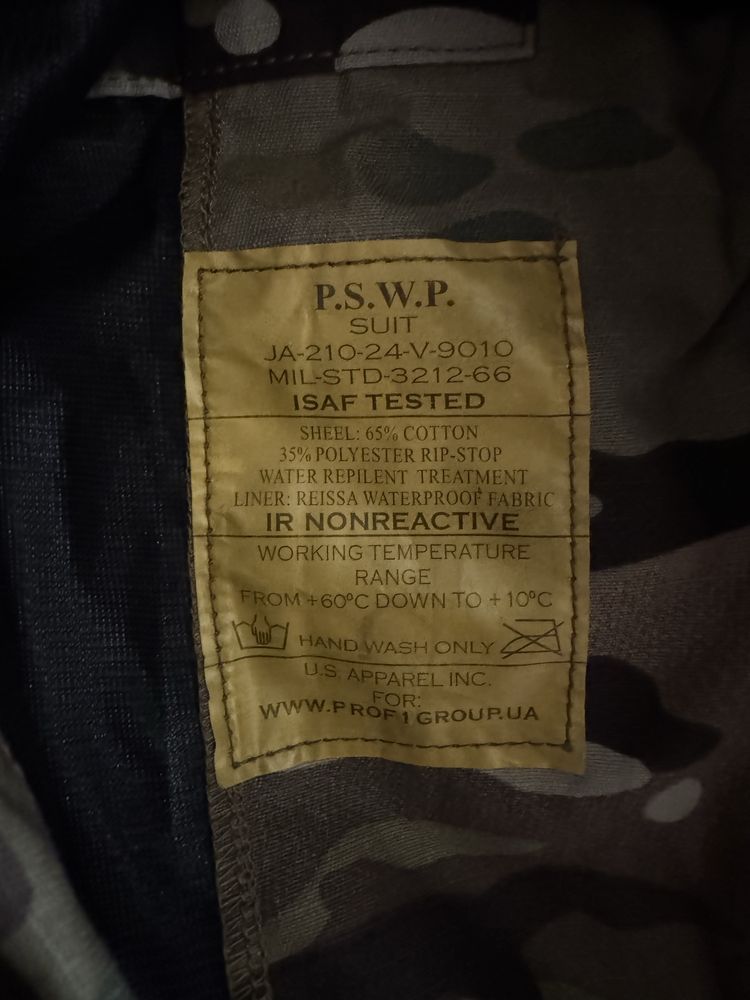 P.S.W.P.
SUIT
JA-210-24-V-9010
MIL-STD-3212-66
ISAF TESTED
SHEEL: 65% COTTON
35% POLYESTER RIP-STOP
WATER REPILENT TREATMENT
LINER: REISSA WATERPROOF FABRIC
IR NONREACTIVE
WORKING TEMPERATURE
RANGE
FROM +60ºC DOWN TO +10ºC
HAND WASH ONLY
U.S. APPAREL INC.
FOR:
WWW.PROF1GROUP.UA